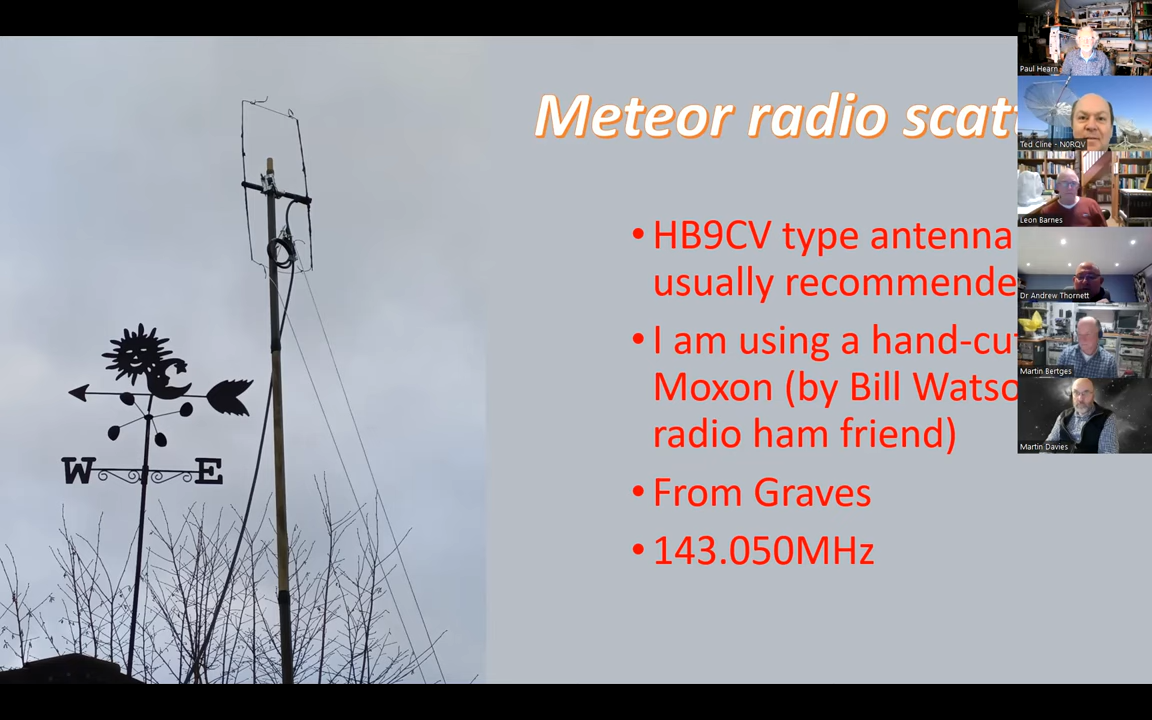 Meteor radio scatt
• HB9CV type antenna
usually recommende
• I am using a hand-cut
Moxon (by Bill Watso
radio ham friend)
• From Graves
• 143.050MHz
W E
Paul Hearn
Ted Cline - N0RQV
Leon Barnes
Dr Andrew Thornett
Martin Bertges
Martin Davies